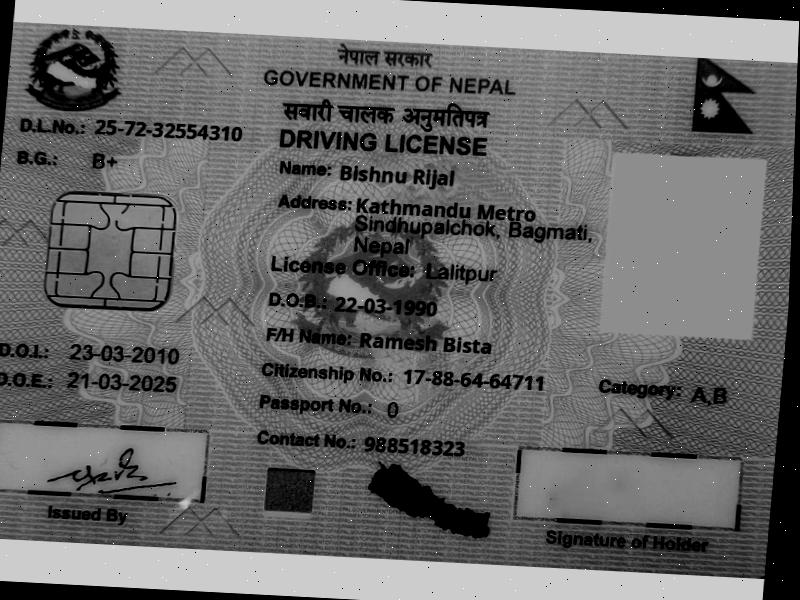 नेपाल सरकार
GOVERNMENT OF NEPAL
सवारी चालक अनुमतिपत्र
DRIVING LICENSE
D.L.No.: 25-72-32554310
B.G.: B+
Name: Bishnu Rijal
Address: Kathmandu Metro
Sindhupalchok, Bagmati,
Nepal
License Office: Lalitpur
D.O.B.: 22-03-1990
F/H Name: Ramesh Bista
D.O.I.: 23-03-2010
D.O.E.: 21-03-2025
Citizenship No.: 17-88-64-64711
Category: A,B
Passport No.: 0
Contact No.: 988518323
Issued By
Signature of Holder